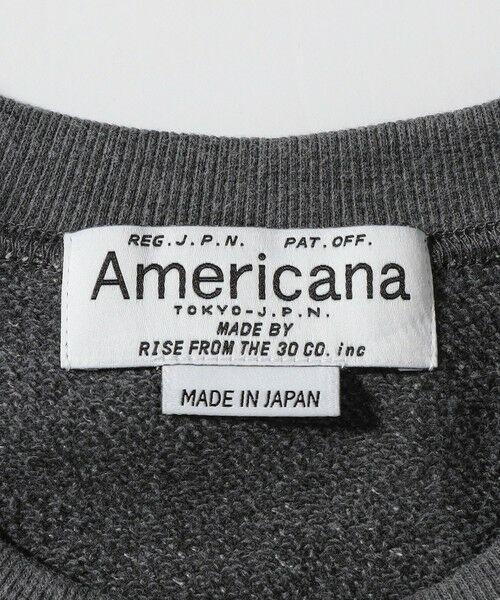 REG. J.P.N. PAT. OFF.
Americana
TOKYO-J.P.N.
MADE BY
RISE FROM THE 30 CO. inc
MADE IN JAPAN